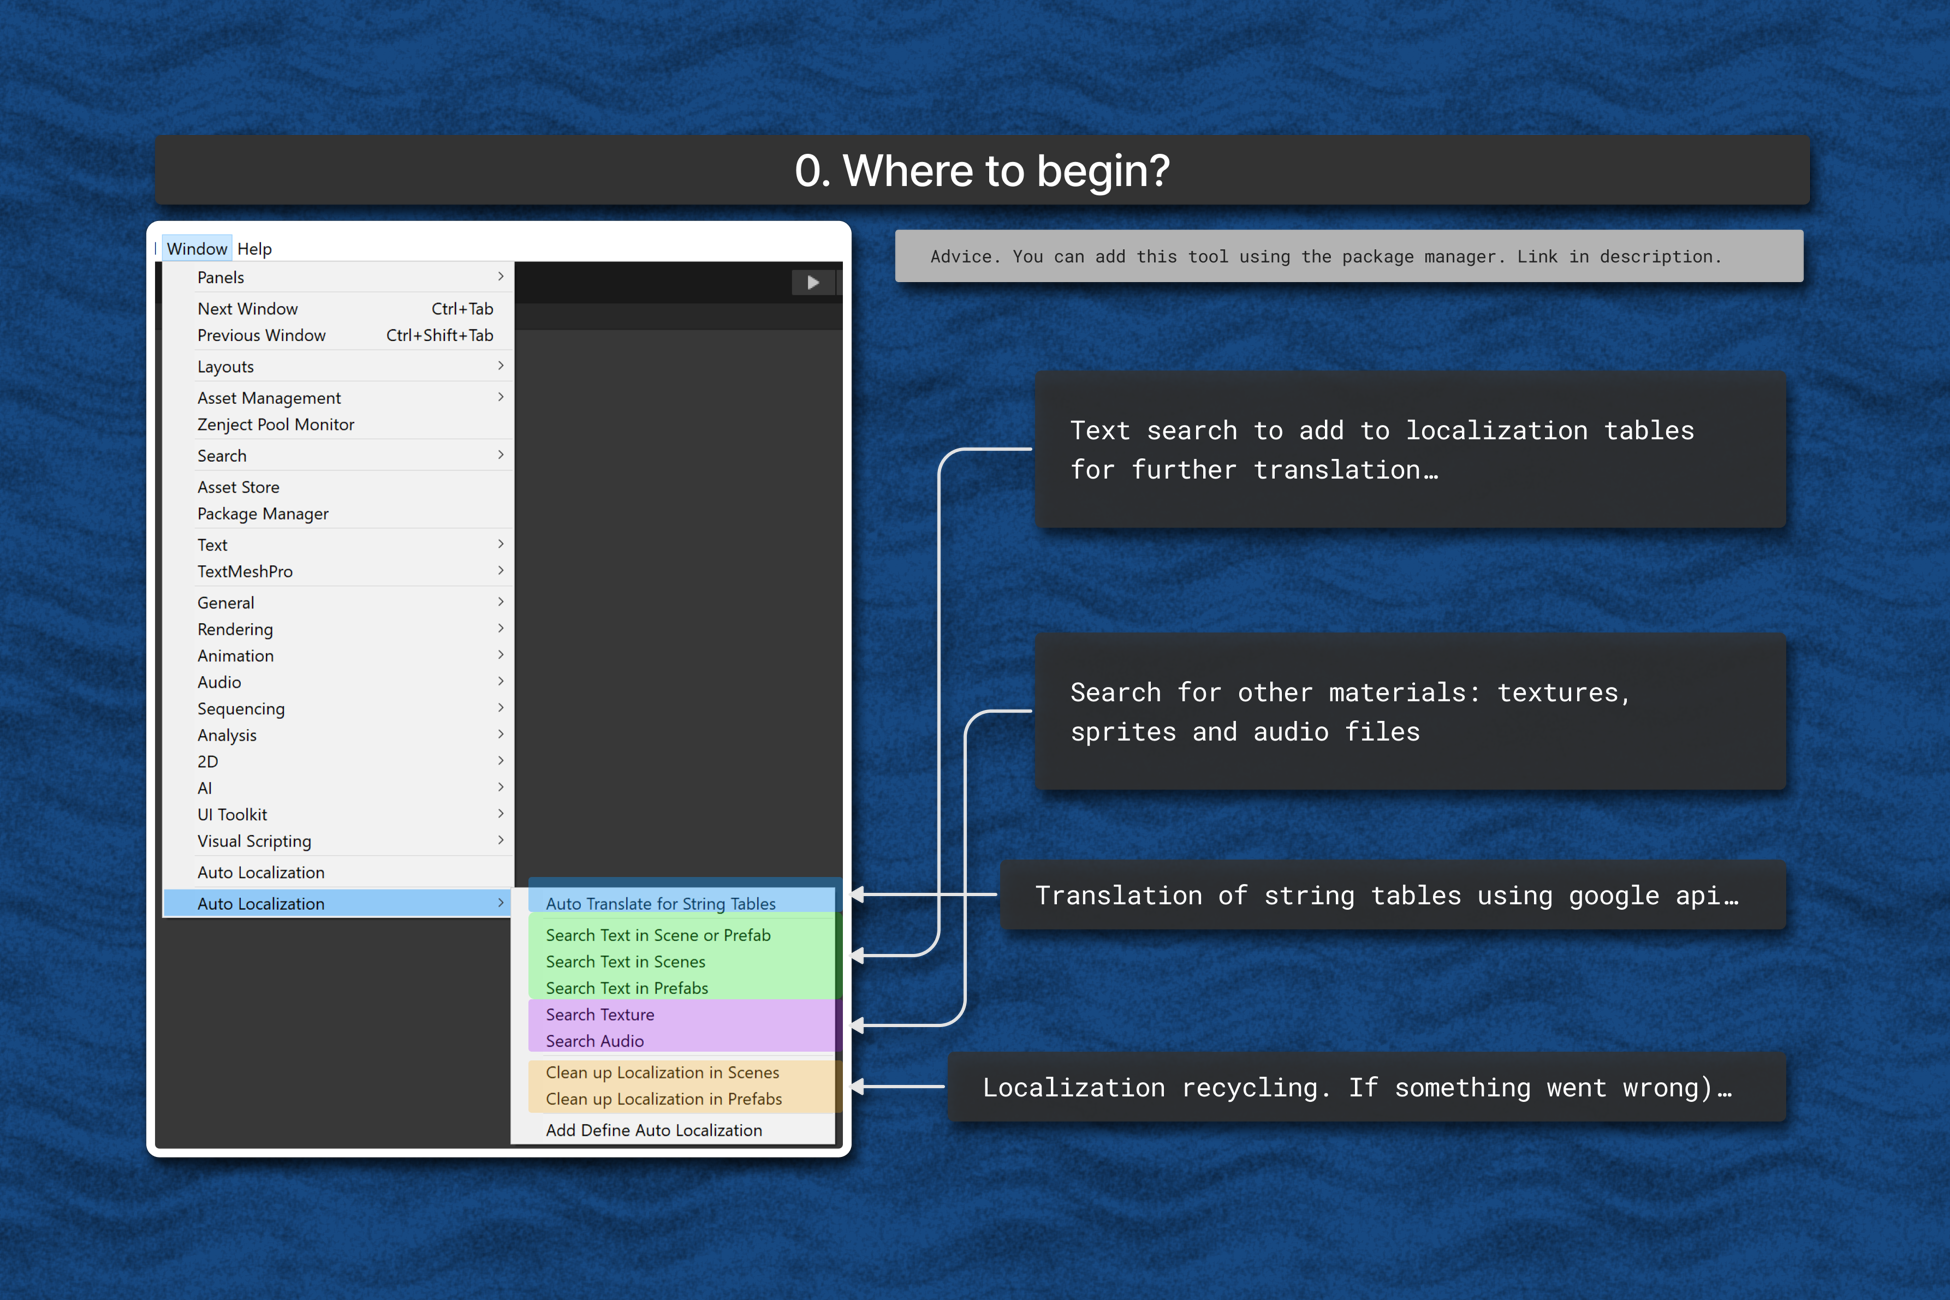 0. Where to begin?
Window Help
Advice. You can add this tool using the package manager. Link in description.
Panels
Next Window Ctrl+Tab
Previous Window Ctrl+Shift+Tab
Layouts
Asset Management
Zenject Pool Monitor
Search
Asset Store
Package Manager
Text
TextMeshPro
General
Rendering
Animation
Audio
Sequencing
Analysis
2D
AI
UI Toolkit
Visual Scripting
Auto Localization
Auto Localization
Auto Translate for String Tables
Search Text in Scene or Prefab
Search Text in Scenes
Search Text in Prefabs
Search Texture
Search Audio
Clean up Localization in Scenes
Clean up Localization in Prefabs
Add Define Auto Localization
Text search to add to localization tables
for further translation…
Search for other materials: textures,
sprites and audio files
Translation of string tables using google api…
Localization recycling. If something went wrong)…